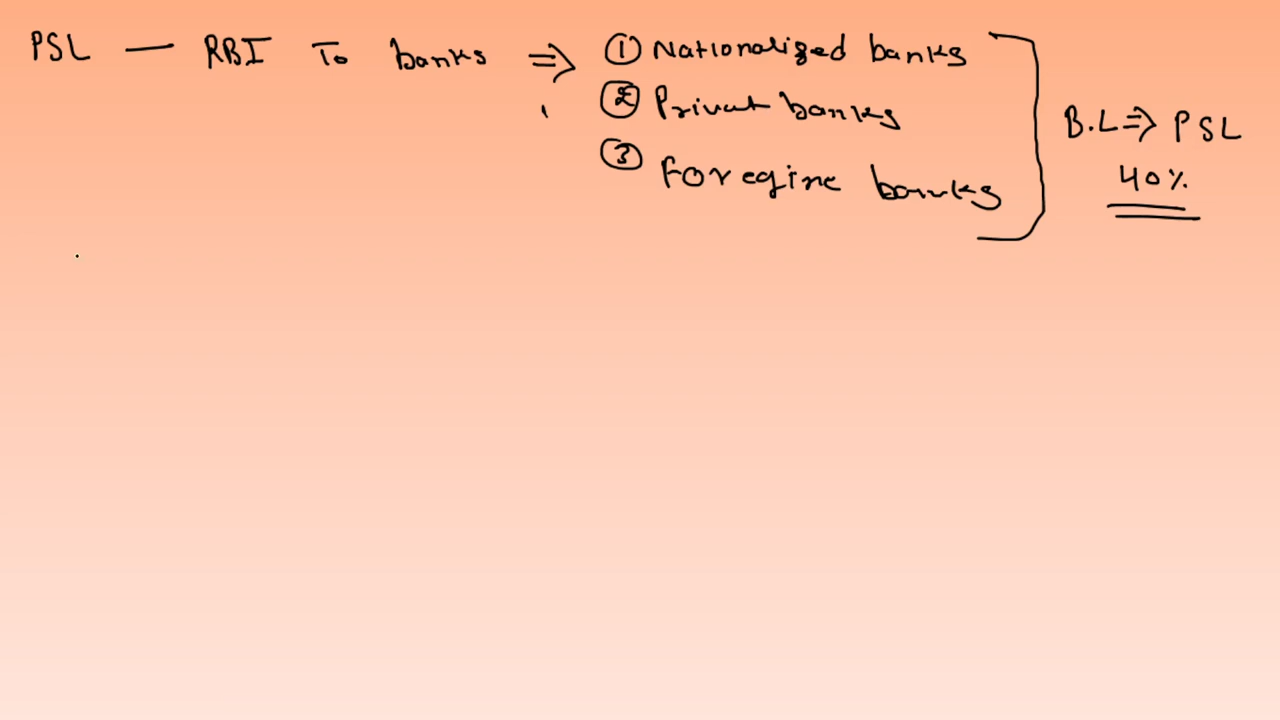 PSL — RBI To banks ⇒ ① Nationalized banks
② Privat banks
③ Foregine banks
B.L ⇒ PSL
40%